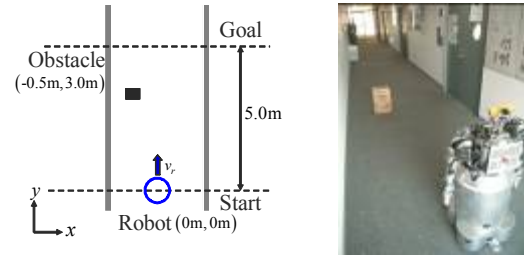 Goal
Obstacle
(-0.5m, 3.0m)
5.0m
v_r
y
Start
Robot (0m, 0m)
x